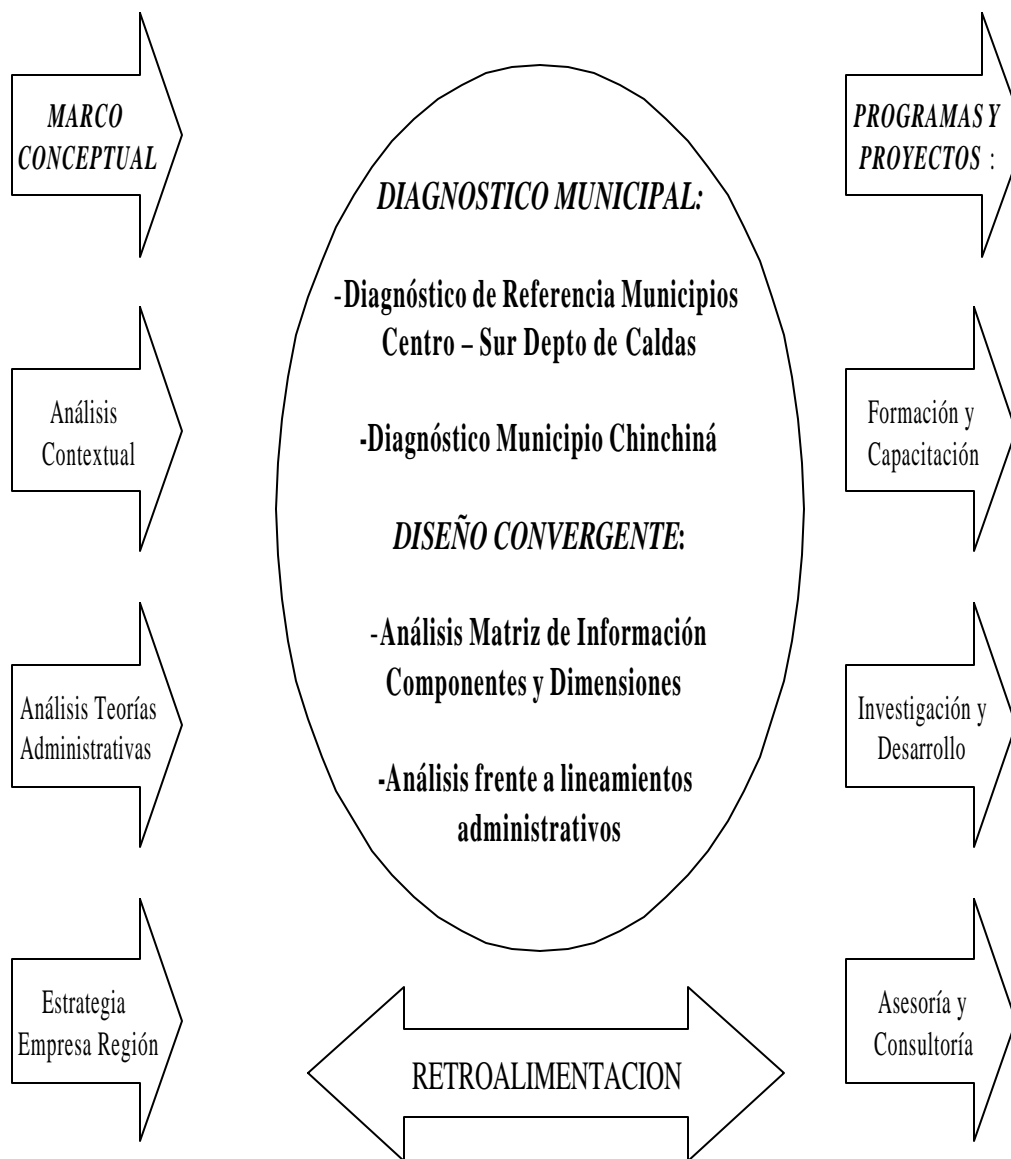 MARCO
CONCEPTUAL
Análisis
Contextual
Análisis Teorías
Administrativas
Estrategia
Empresa Región
DIAGNOSTICO MUNICIPAL:
-Diagnóstico de Referencia Municipios
Centro – Sur Depto de Caldas
-Diagnóstico Municipio Chinchiná
DISEÑO CONVERGENTE:
-Análisis Matriz de Información
Componentes y Dimensiones
-Análisis frente a lineamientos
administrativos
RETROALIMENTACION
PROGRAMAS Y
PROYECTOS :
Formación y
Capacitación
Investigación y
Desarrollo
Asesoría y
Consultoría